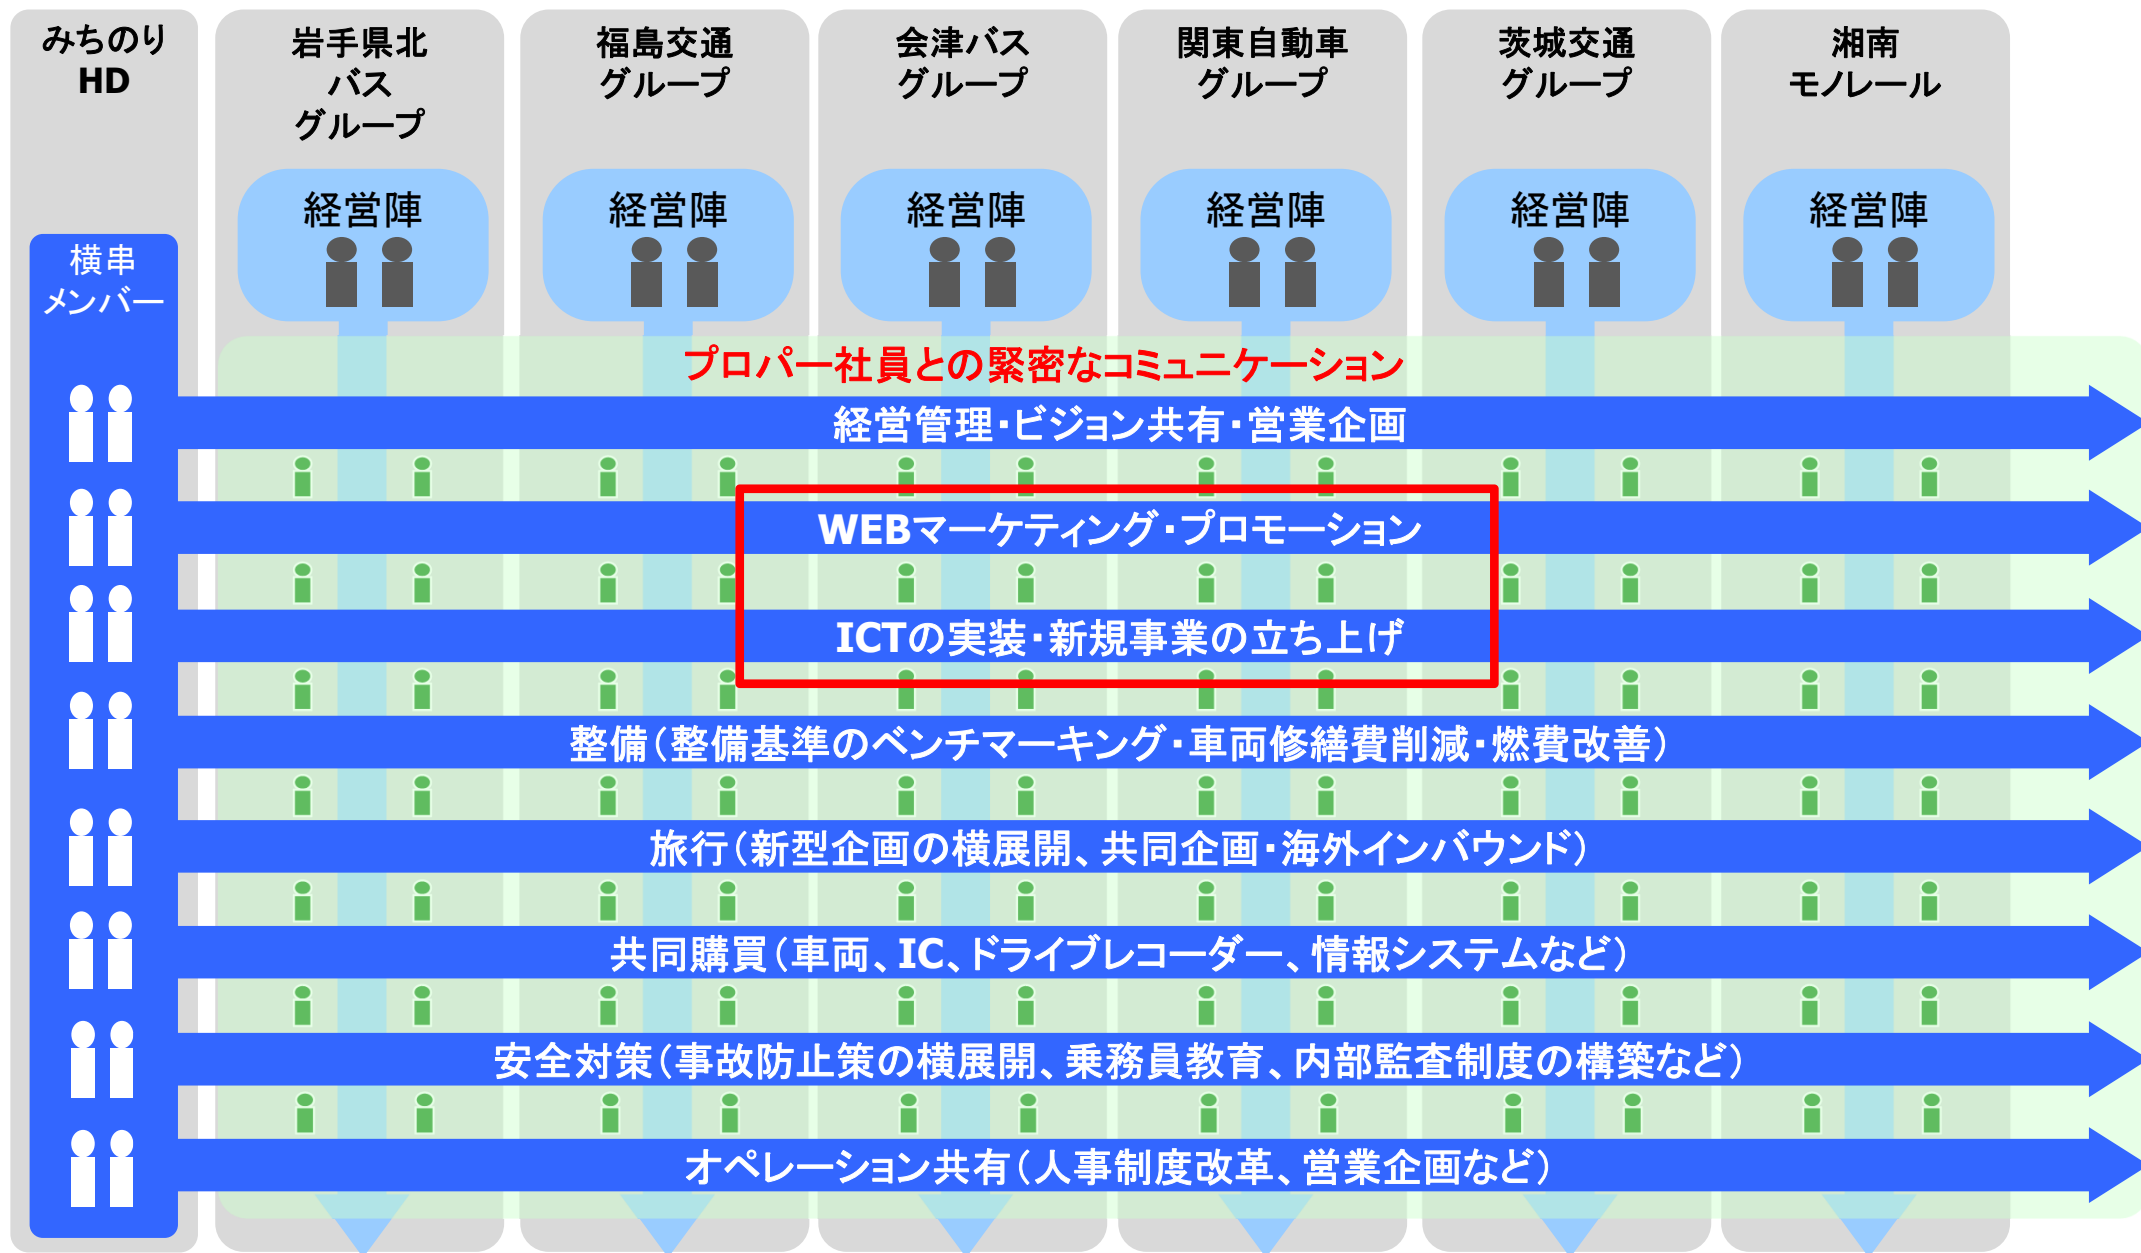 みちのり
HD
岩手県北
バス
グループ
福島交通
グループ
会津バス
グループ
関東自動車
グループ
茨城交通
グループ
湘南
モノレール
経営陣
経営陣
経営陣
経営陣
経営陣
経営陣
横串
メンバー
プロパー社員との緊密なコミュニケーション
経営管理・ビジョン共有・営業企画
WEBマーケティング・プロモーション
ICTの実装・新規事業の立ち上げ
整備（整備基準のベンチマーキング・車両修繕費削減・燃費改善）
旅行（新型企画の横展開、共同企画・海外インバウンド）
共同購買（車両、IC、ドライブレコーダー、情報システムなど）
安全対策（事故防止策の横展開、乗務員教育、内部監査制度の構築など）
オペレーション共有（人事制度改革、営業企画など）